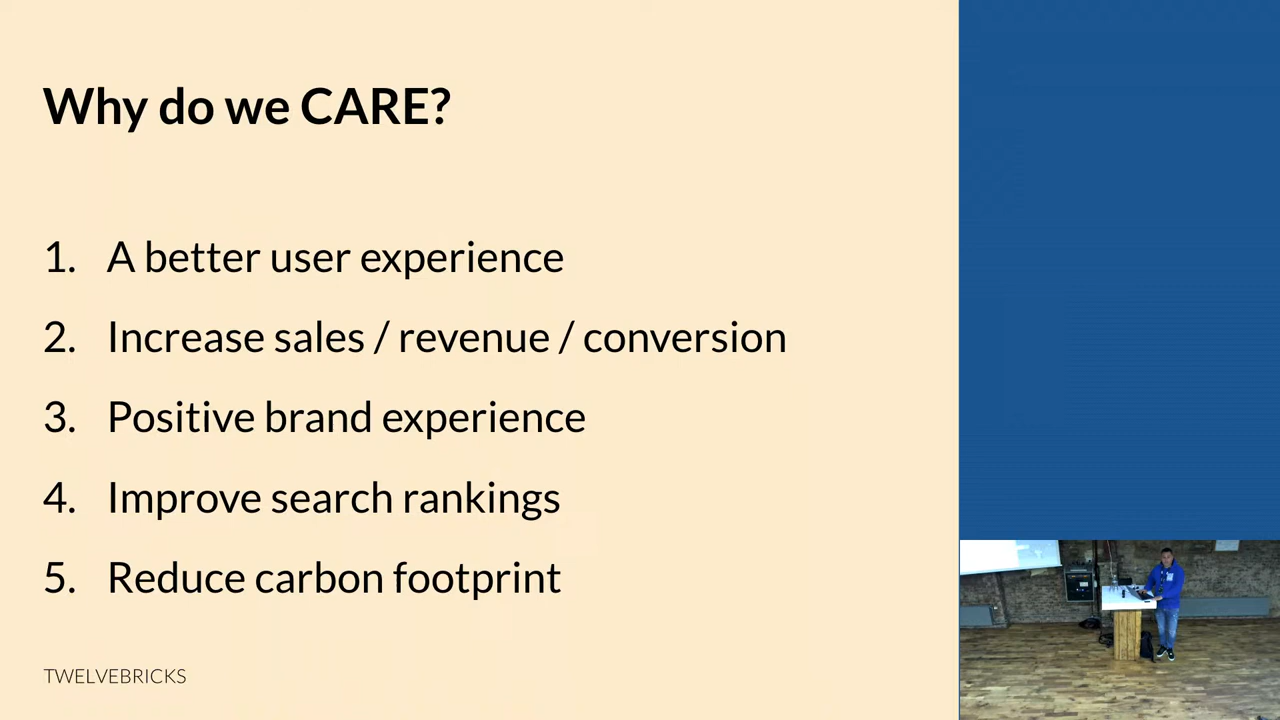 Why do we CARE?
1. A better user experience
2. Increase sales / revenue / conversion
3. Positive brand experience
4. Improve search rankings
5. Reduce carbon footprint
TWELVEBRICKS